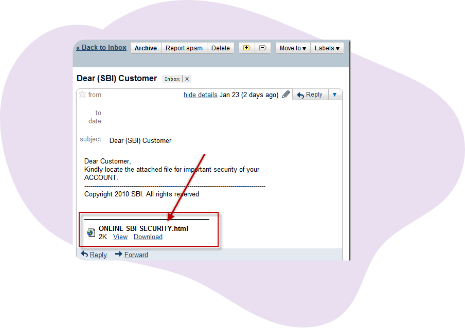 « Back to Inbox Archive Report spam Delete Move to ▾ Labels ▾
Dear (SBI) Customer Inbox X
from hide details Jan 23 (2 days ago) Reply ▾
to
date
subject Dear (SBI) Customer
Dear Customer,
Kindly locate the attached file for important security of your
ACCOUNT.
Copyright 2010 SBI. All rights reserved
ONLINE SBI SECURITY.html
2K View Download
Reply Forward